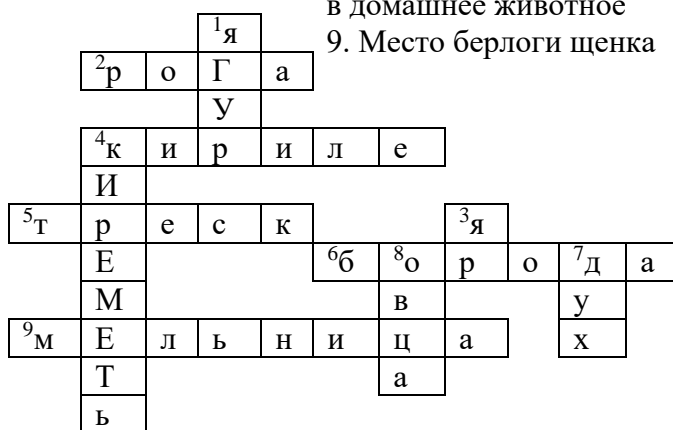 в домашнее животное
9. Место берлоги щенка
1я
2р о Г а
У
4к и р и л е
И
5т р е с к 3я
Е 6б 8о р о 7д а
М в у
9м Е л ь н и ц а х
Т а
ь